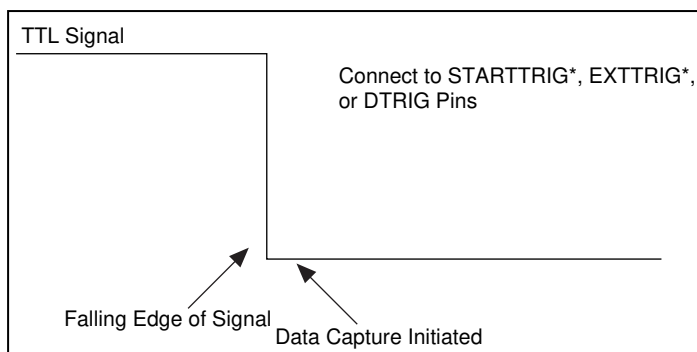 TTL Signal
Connect to STARTTRIG*, EXTTRIG*,
or DTRIG Pins
Falling Edge of Signal
Data Capture Initiated